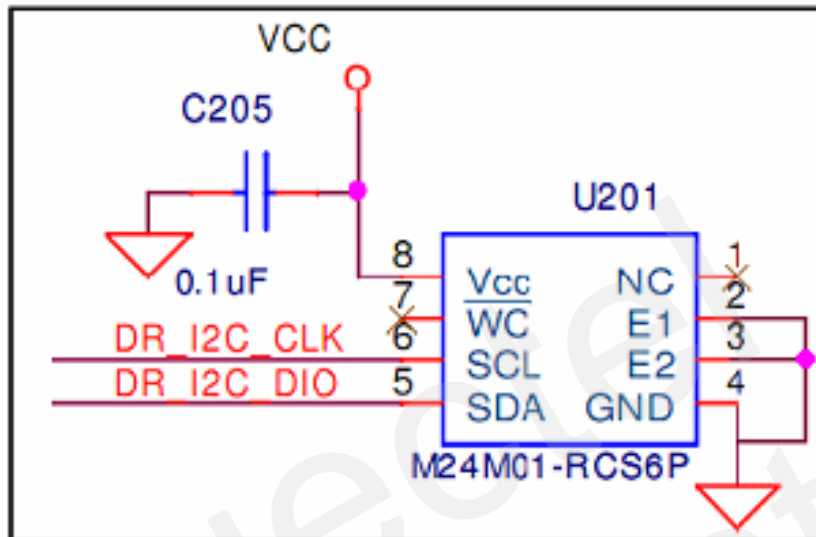 VCC
C205
0.1uF
U201
8
7
6
5
Vcc
WC
SCL
SDA
NC
E1
E2
GND
1
2
3
4
DR_I2C_CLK
DR_I2C_DIO
M24M01-RCS6P